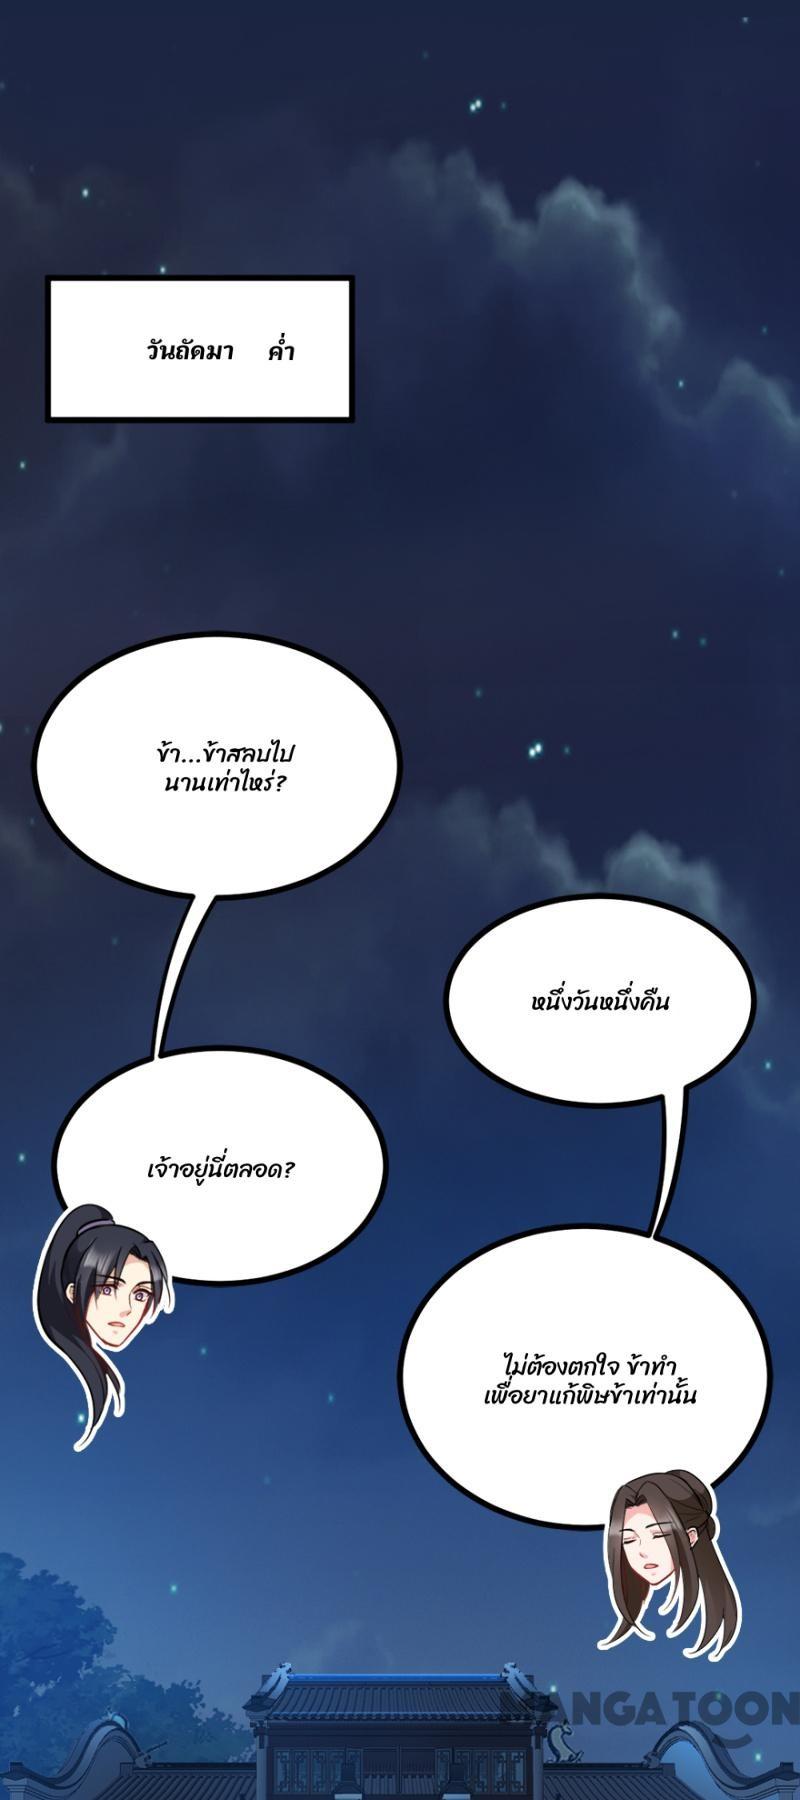 วันถัดมา ค่ำ
ข้า...ข้าสลบไป
นานเท่าไหร่?
หนึ่งวันหนึ่งคืน
เจ้าอยู่นี่ตลอด?
ไม่ต้องตกใจ ข้าทำ
เพื่อยาแก้พิษข้าเท่านั้น
MANGATOON